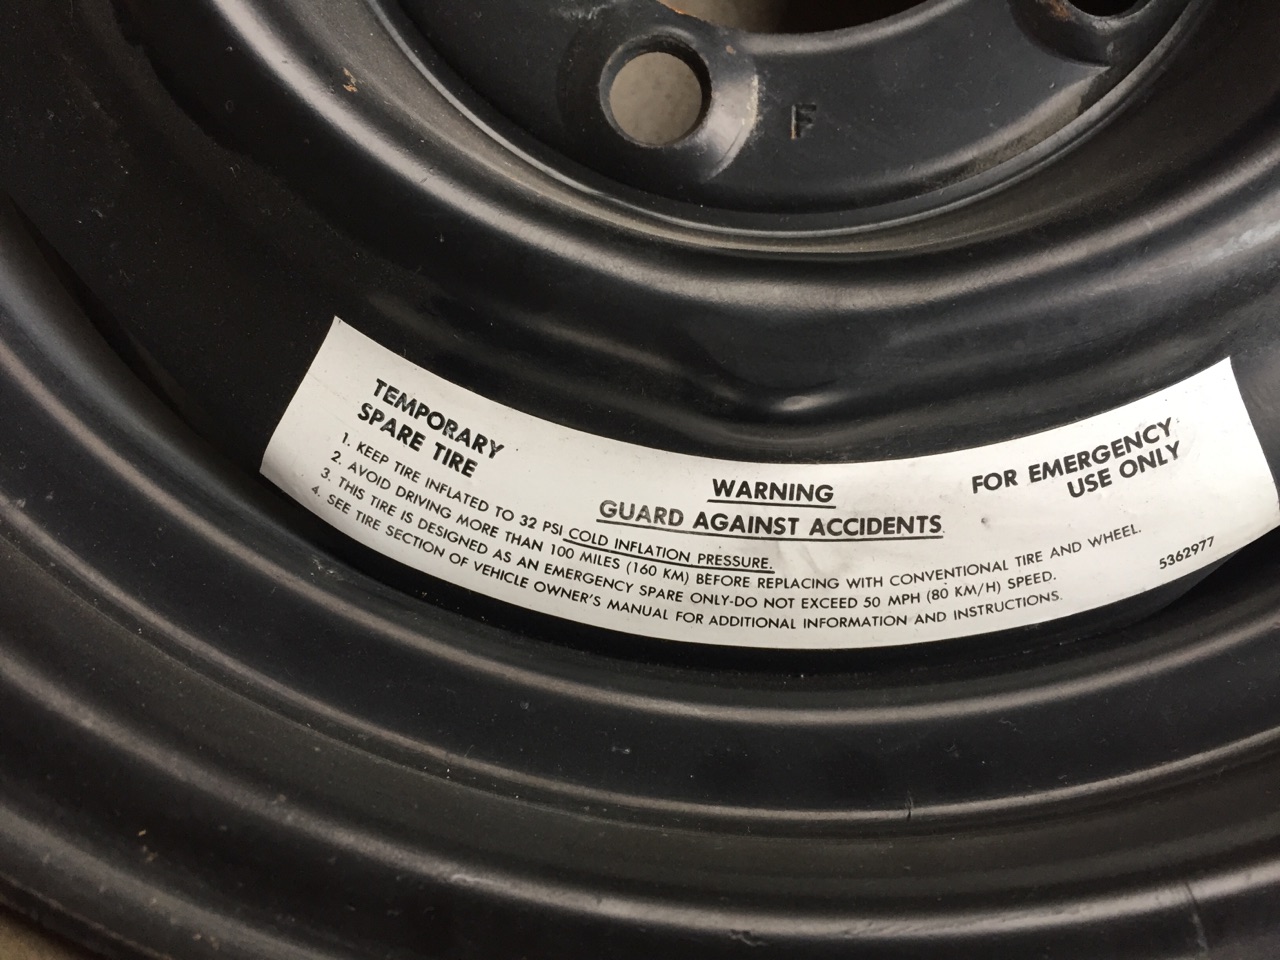 F
TEMPORARY
SPARE TIRE
WARNING
GUARD AGAINST ACCIDENTS
FOR EMERGENCY
USE ONLY
1. KEEP TIRE INFLATED TO 32 PSI COLD INFLATION PRESSURE.
2. AVOID DRIVING MORE THAN 100 MILES (160 KM) BEFORE REPLACING WITH CONVENTIONAL TIRE AND WHEEL.
3. THIS TIRE IS DESIGNED AS AN EMERGENCY SPARE ONLY-DO NOT EXCEED 50 MPH (80 KM/H) SPEED.
4. SEE TIRE SECTION OF VEHICLE OWNER'S MANUAL FOR ADDITIONAL INFORMATION AND INSTRUCTIONS.
5362977